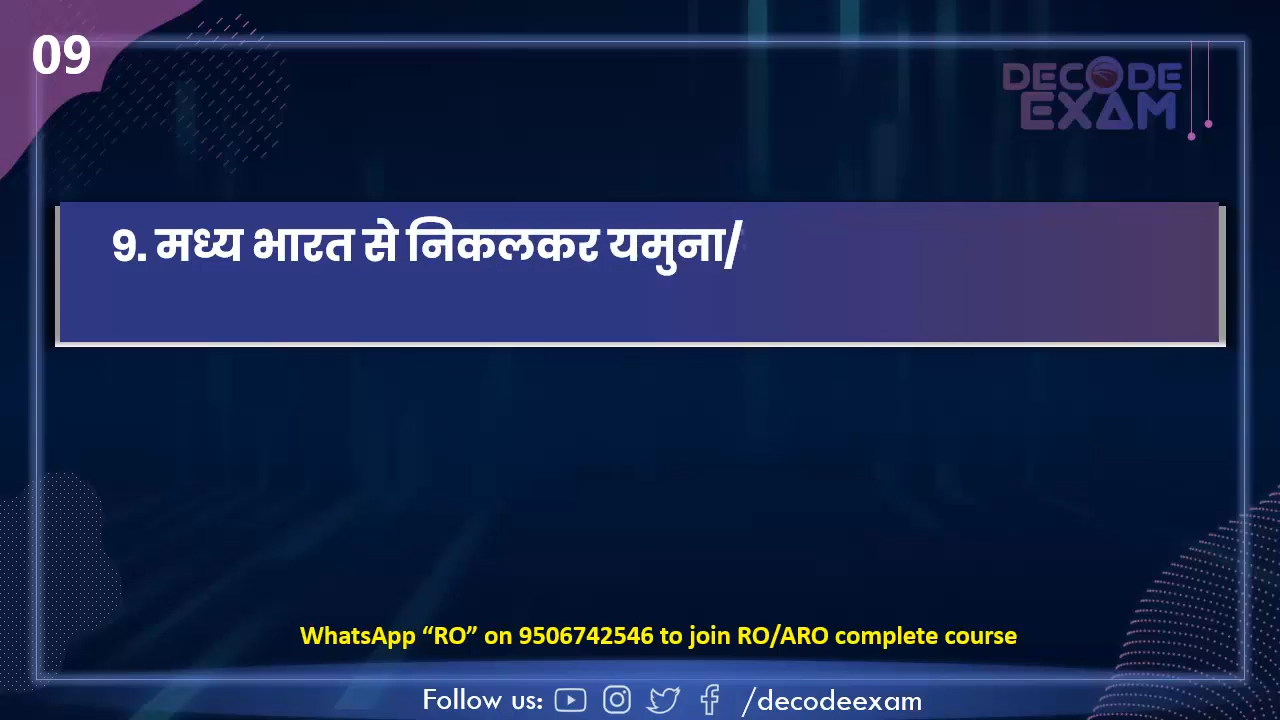 09
DECODE
EXAM
9. मध्य भारत से निकलकर यमुना/
WhatsApp “RO” on 9506742546 to join RO/ARO complete course
Follow us: /decodeexam